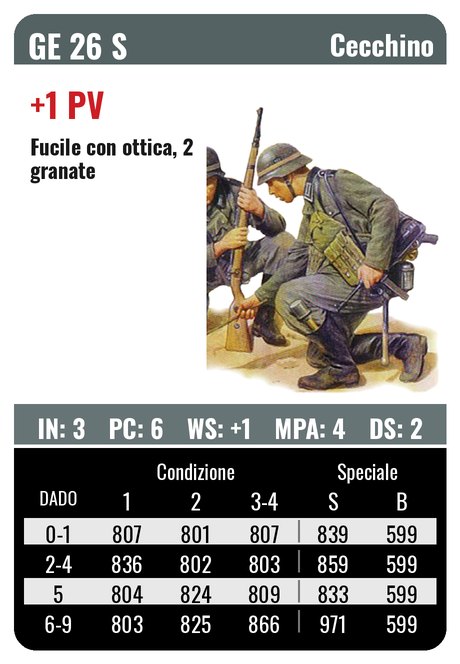 GE 26 S Cecchino
+1 PV
Fucile con ottica, 2
granate
IN: 3 PC: 6 WS: +1 MPA: 4 DS: 2
Condizione Speciale
DADO 1 2 3-4 S B
0-1 807 801 807 839 599
2-4 836 802 803 859 599
5 804 824 809 833 599
6-9 803 825 866 971 599